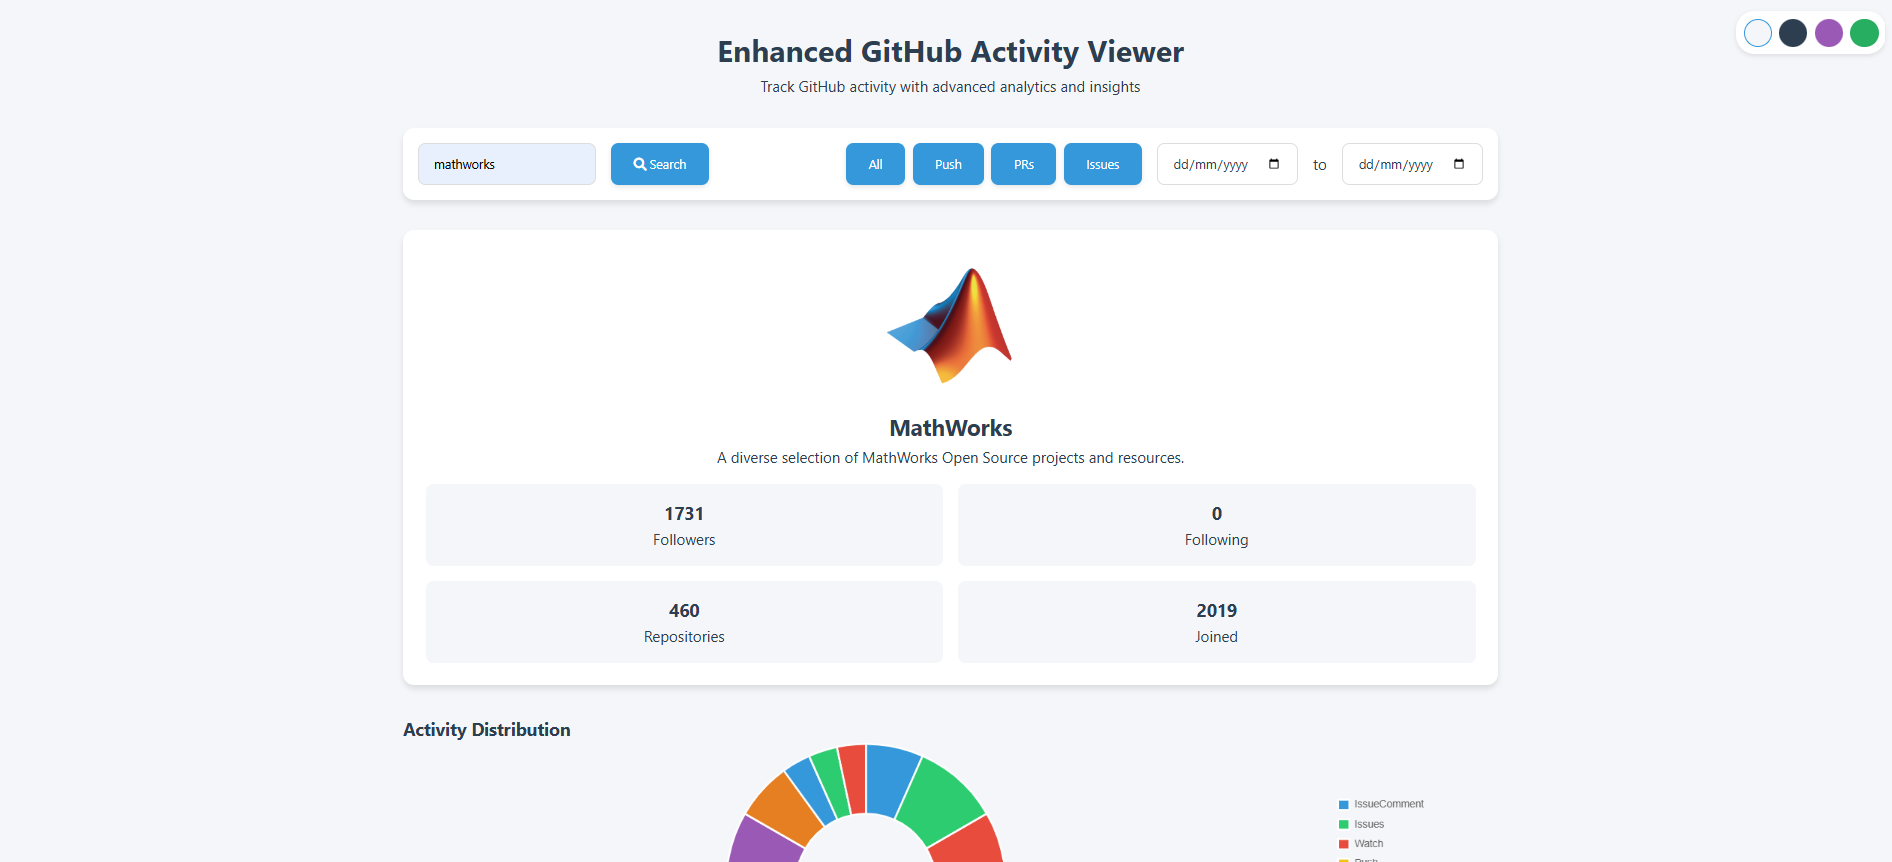 Enhanced GitHub Activity Viewer
Track GitHub activity with advanced analytics and insights
mathworks Search All Push PRs Issues dd/mm/yyyy to dd/mm/yyyy
MathWorks
A diverse selection of MathWorks Open Source projects and resources.
1731 0
Followers Following
460 2019
Repositories Joined
Activity Distribution
IssueComment
Issues
Watch
Push